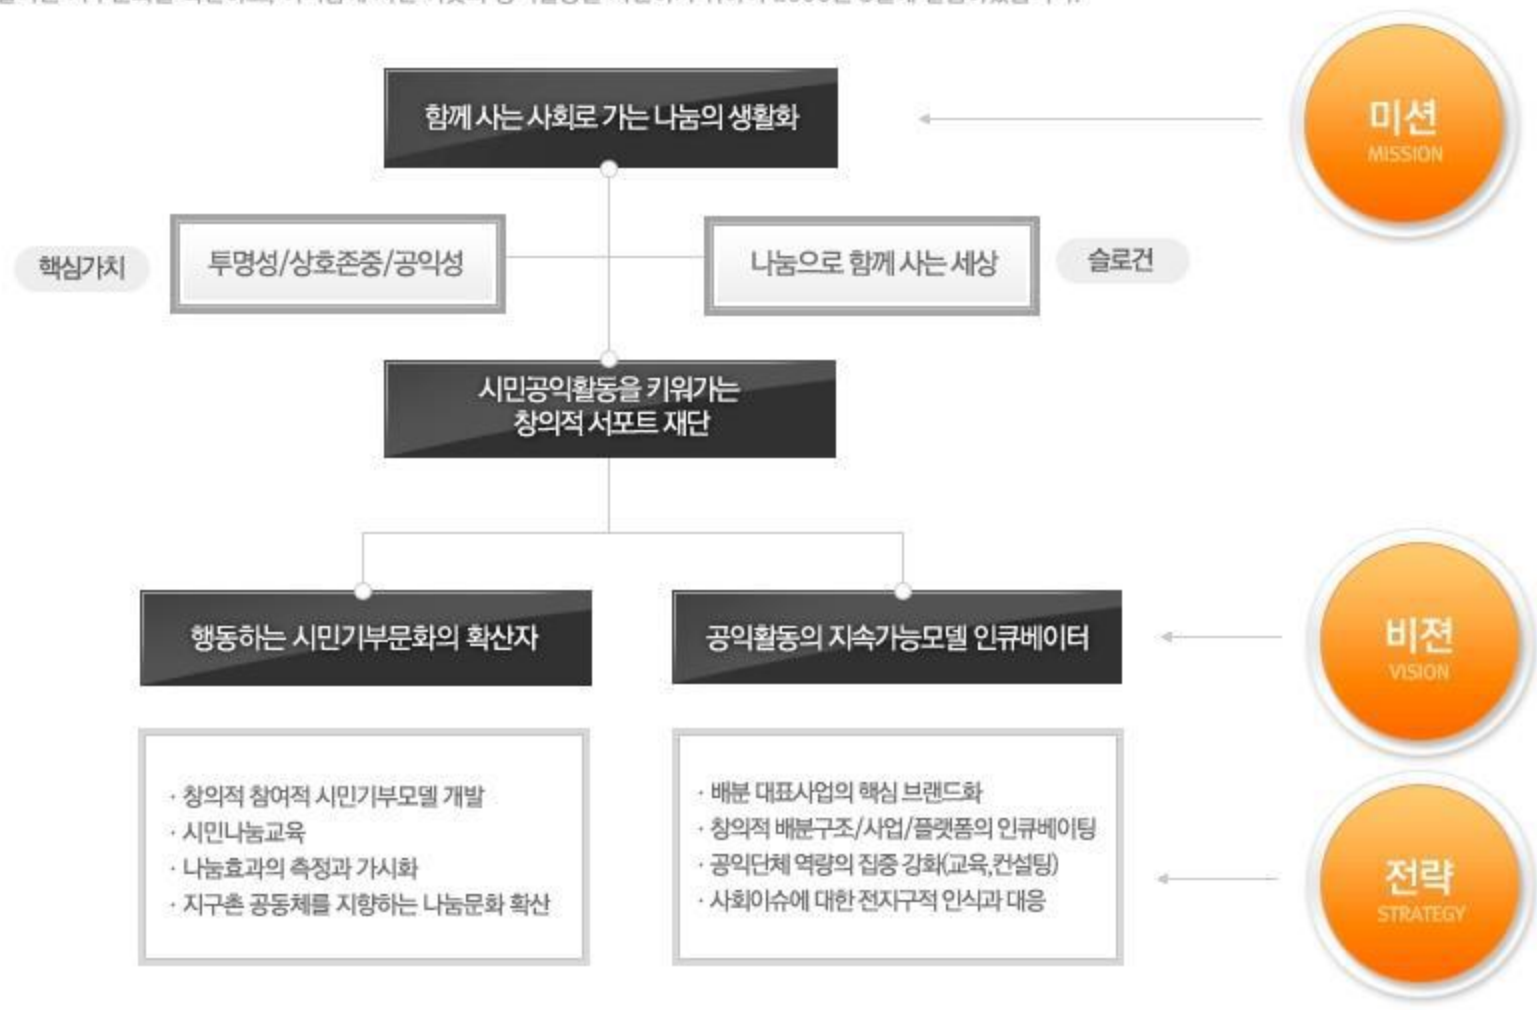 함께 사는 사회로 가는 나눔의 생활화
미션
MISSION
핵심가치
투명성/상호존중/공익성
나눔으로 함께 사는 세상
슬로건
시민공익활동을 키워가는
창의적 서포트 재단
행동하는 시민기부문화의 확산자
공익활동의 지속가능모델 인큐베이터
비젼
VISION
· 창의적 참여적 시민기부모델 개발
· 시민나눔교육
· 나눔효과의 측정과 가시화
· 지구촌 공동체를 지향하는 나눔문화 확산
· 배분 대표사업의 핵심 브랜드화
· 창의적 배분구조/사업/플랫폼의 인큐베이팅
· 공익단체 역량의 집중 강화(교육,컨설팅)
· 사회이슈에 대한 전지구적 인식과 대응
전략
STRATEGY